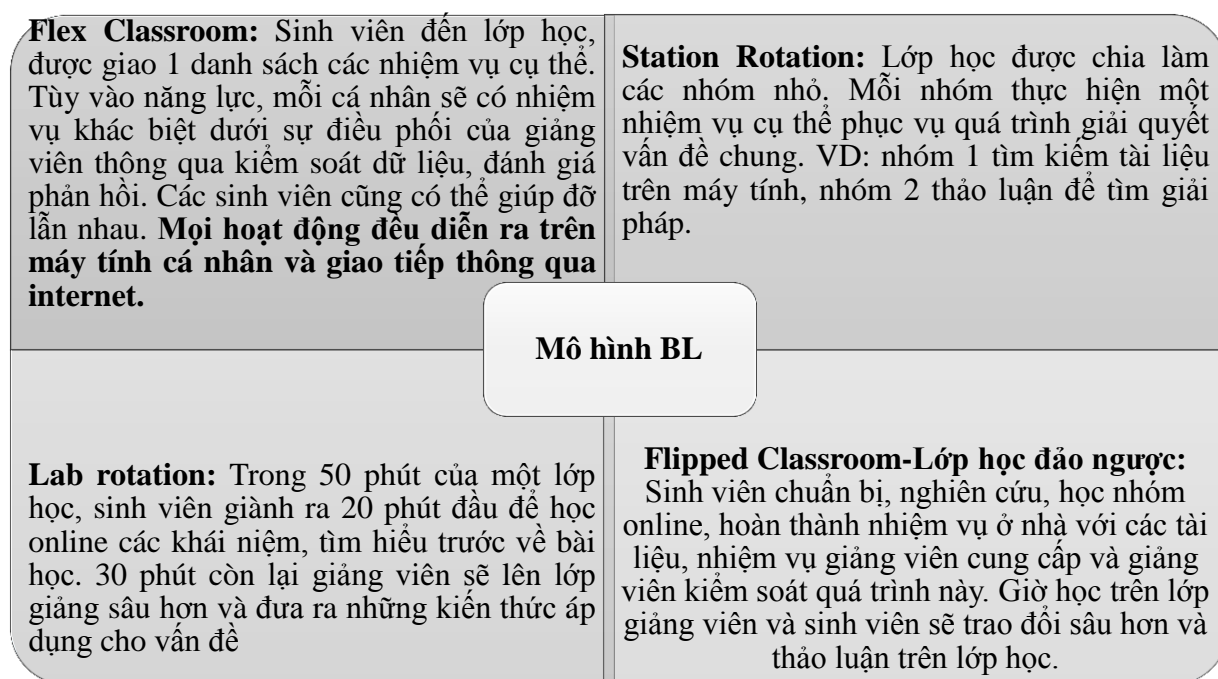 Flex Classroom: Sinh viên đến lớp học,
được giao 1 danh sách các nhiệm vụ cụ thể.
Tùy vào năng lực, mỗi cá nhân sẽ có nhiệm
vụ khác biệt dưới sự điều phối của giảng
viên thông qua kiểm soát dữ liệu, đánh giá
phản hồi. Các sinh viên cũng có thể giúp đỡ
lẫn nhau. Mọi hoạt động đều diễn ra trên
máy tính cá nhân và giao tiếp thông qua
internet.
Station Rotation: Lớp học được chia làm
các nhóm nhỏ. Mỗi nhóm thực hiện một
nhiệm vụ cụ thể phục vụ quá trình giải quyết
vấn đề chung. VD: nhóm 1 tìm kiếm tài liệu
trên máy tính, nhóm 2 thảo luận để tìm giải
pháp.
Mô hình BL
Lab rotation: Trong 50 phút của một lớp
học, sinh viên giành ra 20 phút đầu để học
online các khái niệm, tìm hiểu trước về bài
học. 30 phút còn lại giảng viên sẽ lên lớp
giảng sâu hơn và đưa ra những kiến thức áp
dụng cho vấn đề
Flipped Classroom-Lớp học đảo ngược:
Sinh viên chuẩn bị, nghiên cứu, học nhóm
online, hoàn thành nhiệm vụ ở nhà với các tài
liệu, nhiệm vụ giảng viên cung cấp và giảng
viên kiểm soát quá trình này. Giờ học trên lớp
giảng viên và sinh viên sẽ trao đổi sâu hơn và
thảo luận trên lớp học.